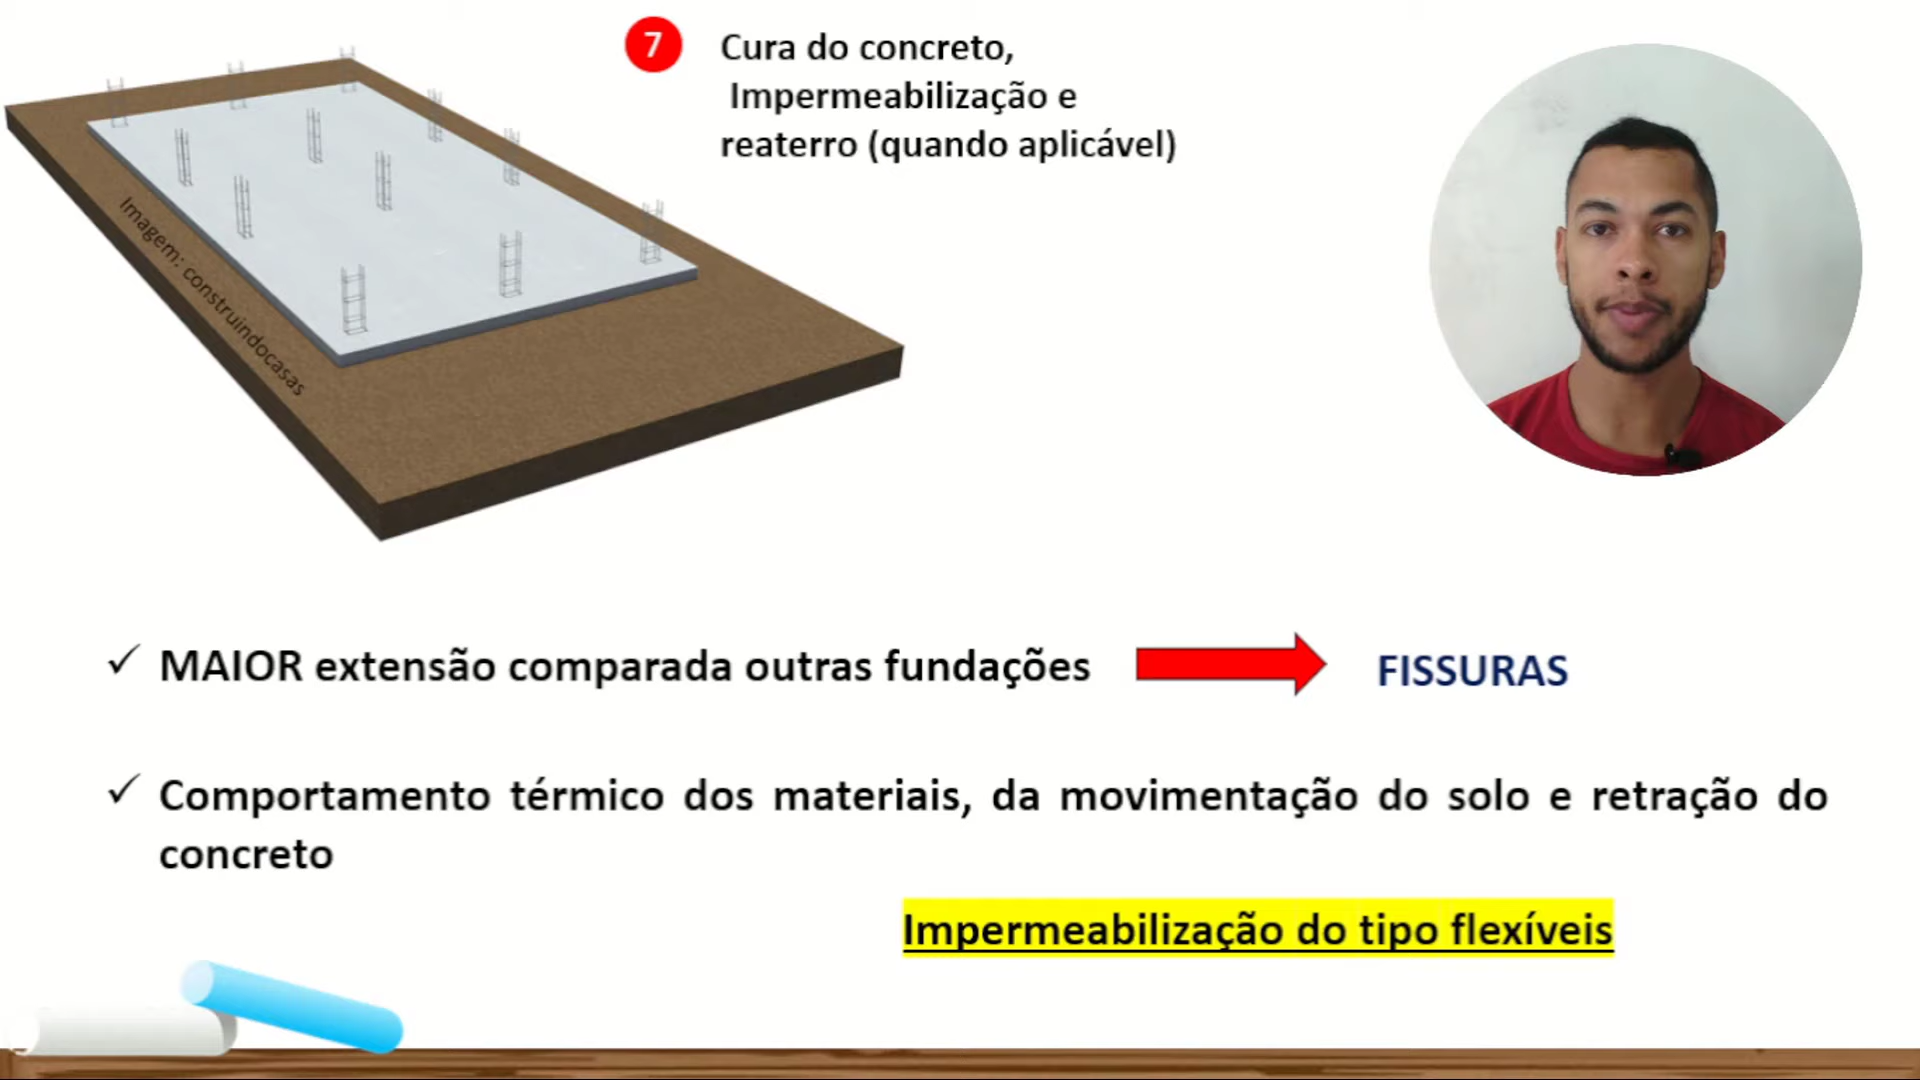 7
Cura do concreto,
Impermeabilização e
reaterro (quando aplicável)
Imagem: construindocasas
✓ MAIOR extensão comparada outras fundações
FISSURAS
✓ Comportamento térmico dos materiais, da movimentação do solo e retração do
concreto
Impermeabilização do tipo flexíveis